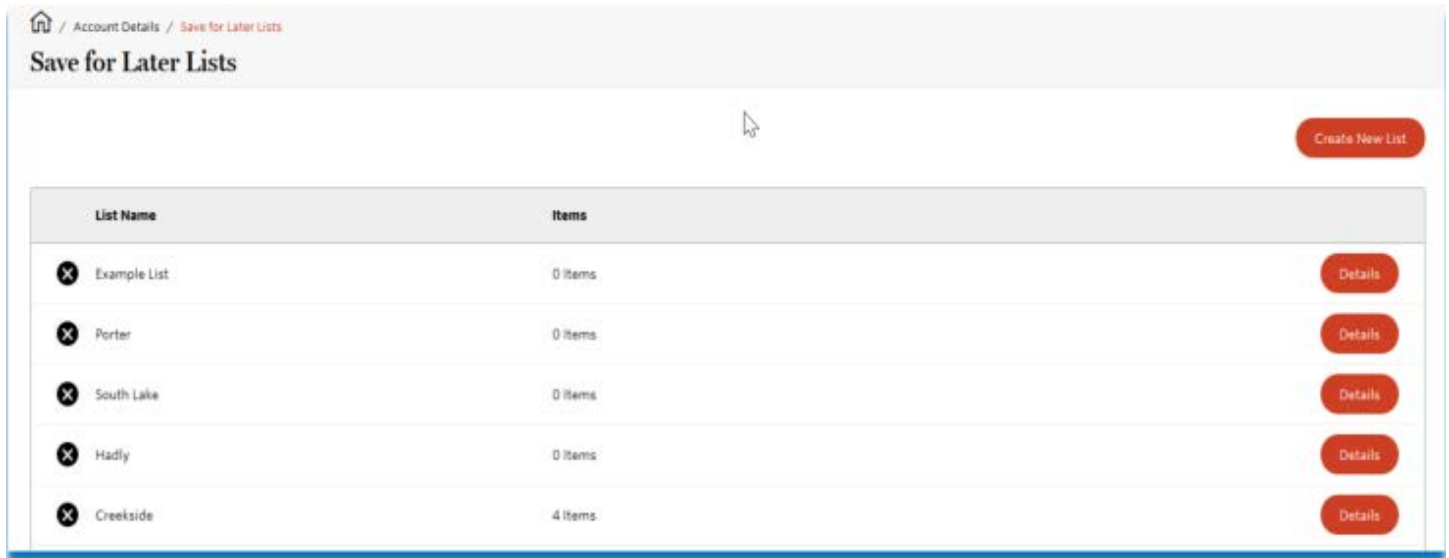 / Account Details / Save for Later Lists
Save for Later Lists
Create New List
List Name Items
Example List 0 Items Details
Porter 0 Items Details
South Lake 0 Items Details
Hadly 0 Items Details
Creekside 4 Items Details